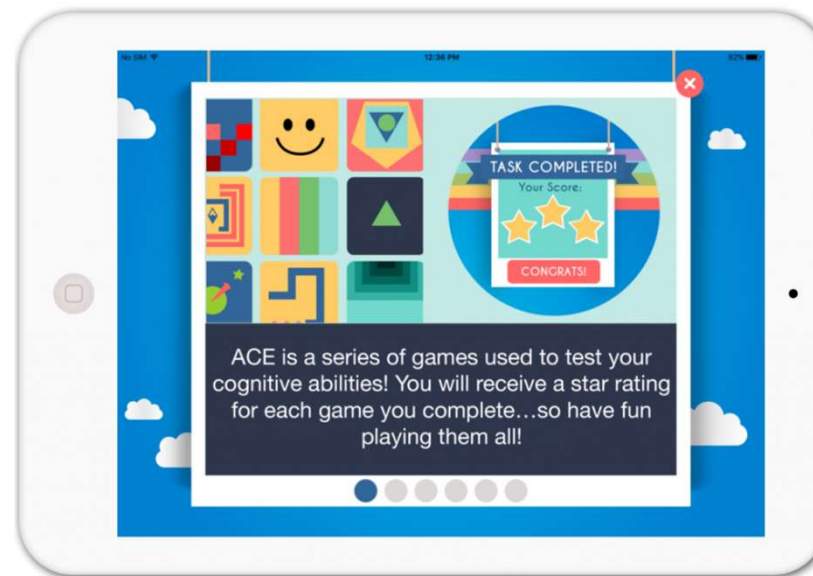 No SIM
12:36 PM
62%
TASK COMPLETED!
Your Score:
CONGRATS!
ACE is a series of games used to test your
cognitive abilities! You will receive a star rating
for each game you complete...so have fun
playing them all!